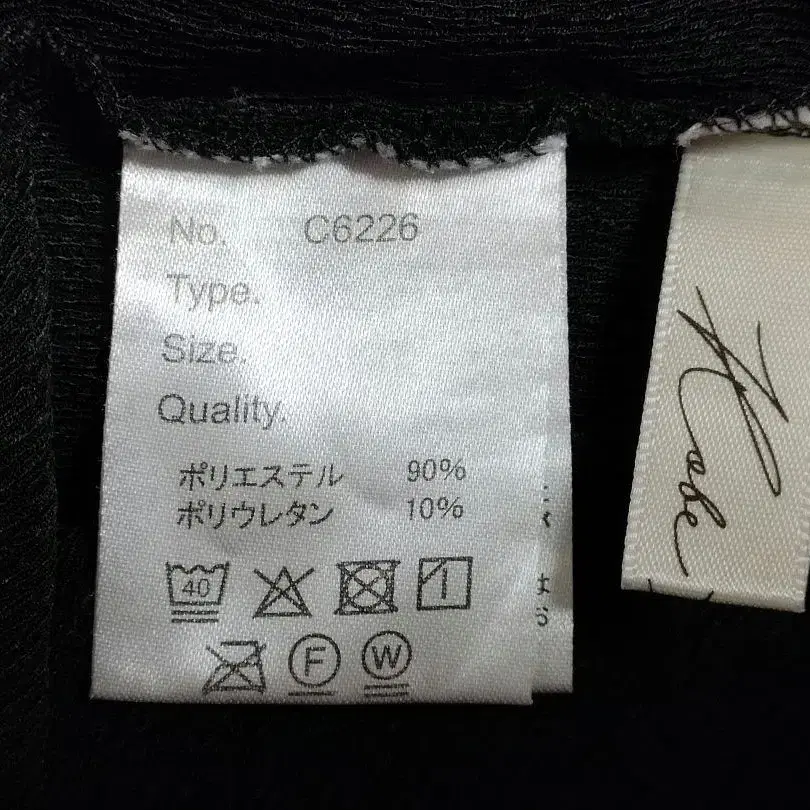 No. C6226
Type.
Size.
Quality.
ポリエステル 90%
ポリウレタン 10%
40
F W